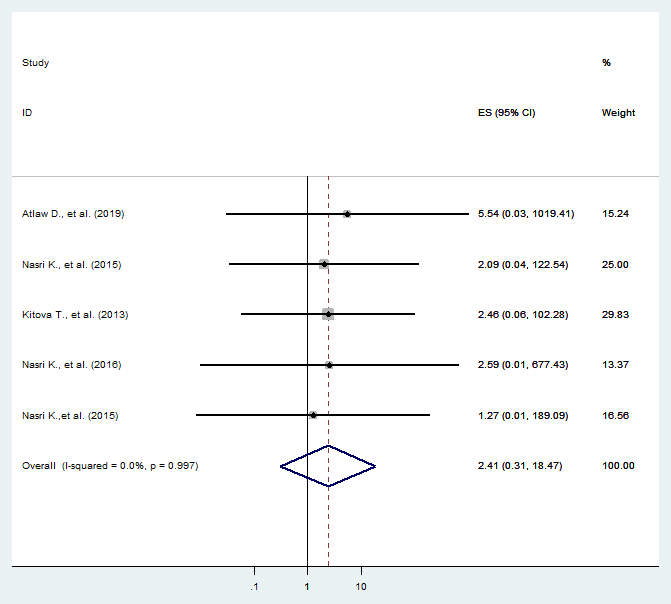 Study %
ID ES (95% CI) Weight
Atlaw D., et al. (2019) 5.54 (0.03, 1019.41) 15.24
Nasri K., et al. (2015) 2.09 (0.04, 122.54) 25.00
Kitova T., et al. (2013) 2.46 (0.06, 102.28) 29.83
Nasri K., et al. (2016) 2.59 (0.01, 677.43) 13.37
Nasri K.,et al. (2015) 1.27 (0.01, 189.09) 16.56
Overall (I-squared = 0.0%, p = 0.997) 2.41 (0.31, 18.47) 100.00
.1 1 10